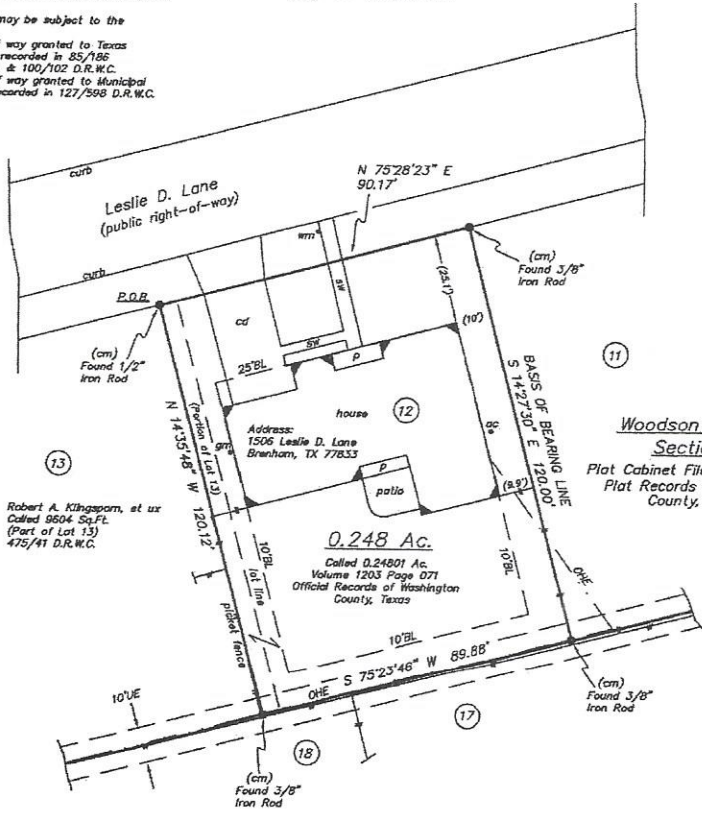 may be subject to the
way granted to Texas
recorded in 85/186
& 100/102 D.R.W.C.
way granted to Municipal
recorded in 127/598 D.R.W.C.
curb
Leslie D. Lane
(public right-of-way)
N 75°28'23" E
90.17'
wm
curb
P.O.B.
sw
(25.1')
(cm)
Found 3/8"
Iron Rod
cd
(cm)
Found 1/2"
Iron Rod
sw
P
(10')
25'BL
11
BASIS OF BEARING LINE
S 14°27'30" E 120.00'
house
12
N 14°35'48" W 120.12'
(Portion of Lot 13)
gm
Address:
1506 Leslie D. Lane
Brenham, TX 77833
ac
Woodson
Secti
Plat Cabinet Fil
Plat Records
County,
13
P
patio
(9.9')
Robert A. Klingsporn, et ux
Called 9604 Sq.Ft.
(Part of Lot 13)
475/41 D.R.W.C.
0.248 Ac.
Called 0.24801 Ac.
Volume 1203 Page 071
Official Records of Washington
County, Texas
10'BL
lot line
10'BL
OHE
picket fence
10'BL
S 75°23'46" W 89.88'
OHE
10'UE
(cm)
Found 3/8"
Iron Rod
17
18
(cm)
Found 3/8"
Iron Rod